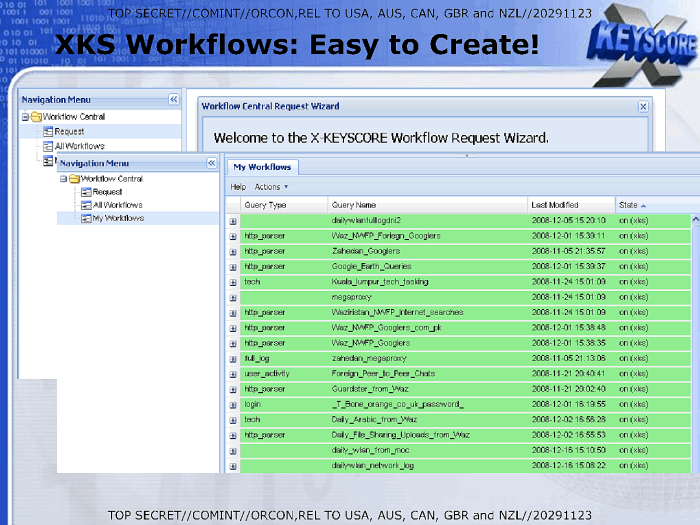 TOP SECRET//COMINT//ORCON,REL TO USA, AUS, CAN, GBR and NZL//20291123
XKS Workflows: Easy to Create!
X KEYSCORE
Navigation Menu
Workflow Central
Request
All Workflows
Workflow Central Request Wizard
Welcome to the X-KEYSCORE Workflow Request Wizard.
Navigation Menu
Workflow Central
Request
All Workflows
My Workflows
My Workflows
Help Actions
Query Type Query Name Last Modified State
dailywlanfulllogdni2 2008-12-05 15:20:10 on (xks)
http_parser Waz_NWFP_Foriegn_Googlers 2008-12-01 15:39:11 on (xks)
http_parser Zahedan_Googlers 2008-11-05 21:35:57 on (xks)
http_parser Google_Earth_Queries 2008-12-01 15:39:37 on (xks)
tech Kuala_lumpur_tech_tasking 2008-11-24 15:01:09 on (xks)
megaproxy 2008-11-24 15:01:09 on (xks)
http_parser Waziristan_NWFP_internet_searches 2008-11-24 15:01:09 on (xks)
http_parser Waz_NWFP_Googlers_com_pk 2008-12-01 15:38:48 on (xks)
http_parser Waz_NWFP_Googlers 2008-12-01 15:38:35 on (xks)
full_log zahedan_megaproxy 2008-11-05 21:13:06 on (xks)
user_activity Foreign_Peer_to_Peer_Chats 2008-11-21 20:40:41 on (xks)
http_parser Guardster_from_Waz 2008-11-21 20:02:40 on (xks)
login _T_Bone_orange_co_uk_password_ 2008-12-01 16:19:55 on (xks)
tech Daily_Arabic_from_Waz 2008-12-02 16:56:28 on (xks)
http_parser Daily_File_Sharing_Uploads_from_Waz 2008-12-02 16:55:53 on (xks)
daily_wlan_from_moc 2008-12-16 15:10:50 on (xks)
dailywlan_network_log 2008-12-16 15:08:22 on (xks)
TOP SECRET//COMINT//ORCON,REL TO USA, AUS, CAN, GBR and NZL//20291123